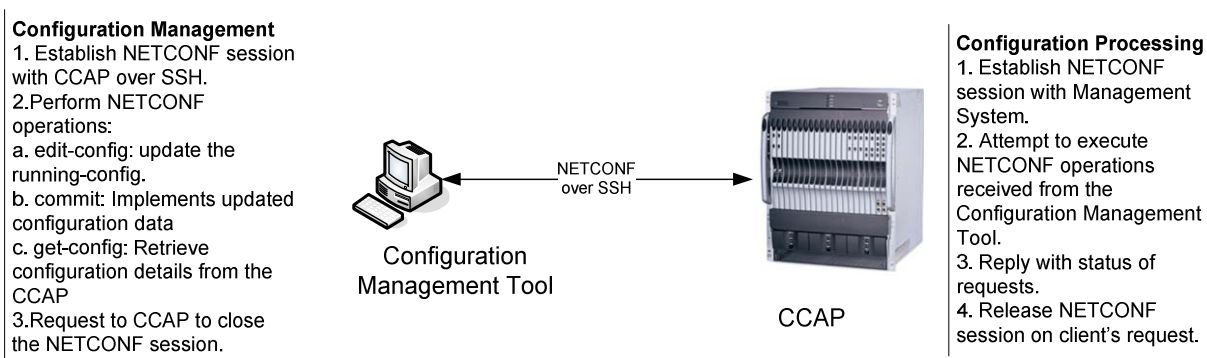 Configuration Management
1. Establish NETCONF session
with CCAP over SSH.
2.Perform NETCONF
operations:
a. edit-config: update the
running-config.
b. commit: Implements updated
configuration data
c. get-config: Retrieve
configuration details from the
CCAP
3.Request to CCAP to close
the NETCONF session.
NETCONF
over SSH
Configuration
Management Tool
CCAP
Configuration Processing
1. Establish NETCONF
session with Management
System.
2. Attempt to execute
NETCONF operations
received from the
Configuration Management
Tool.
3. Reply with status of
requests.
4. Release NETCONF
session on client's request.